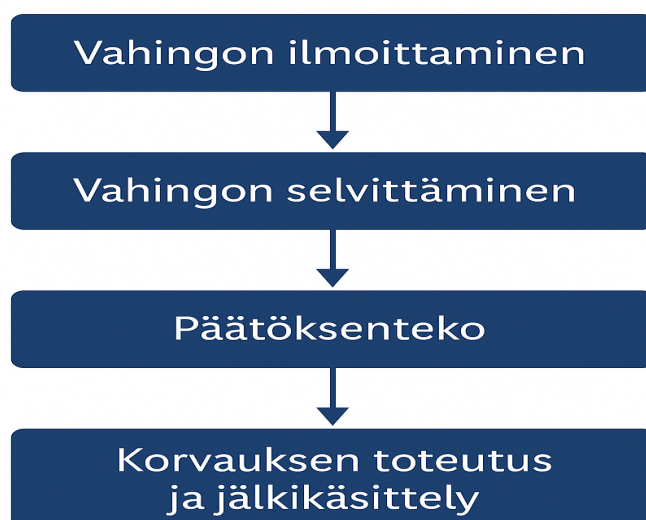 Vahingon ilmoittaminen
Vahingon selvittäminen
Päätöksenteko
Korvauksen toteutus
ja jälkikäsittely